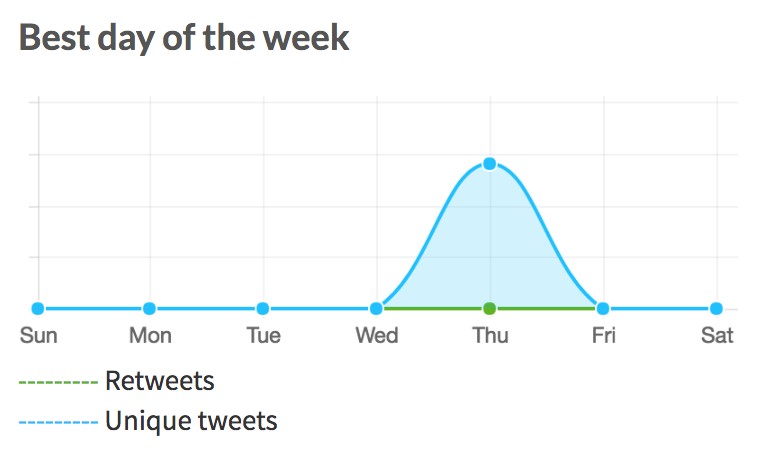 Best day of the week
Sun Mon Tue Wed Thu Fri Sat
Retweets
Unique tweets